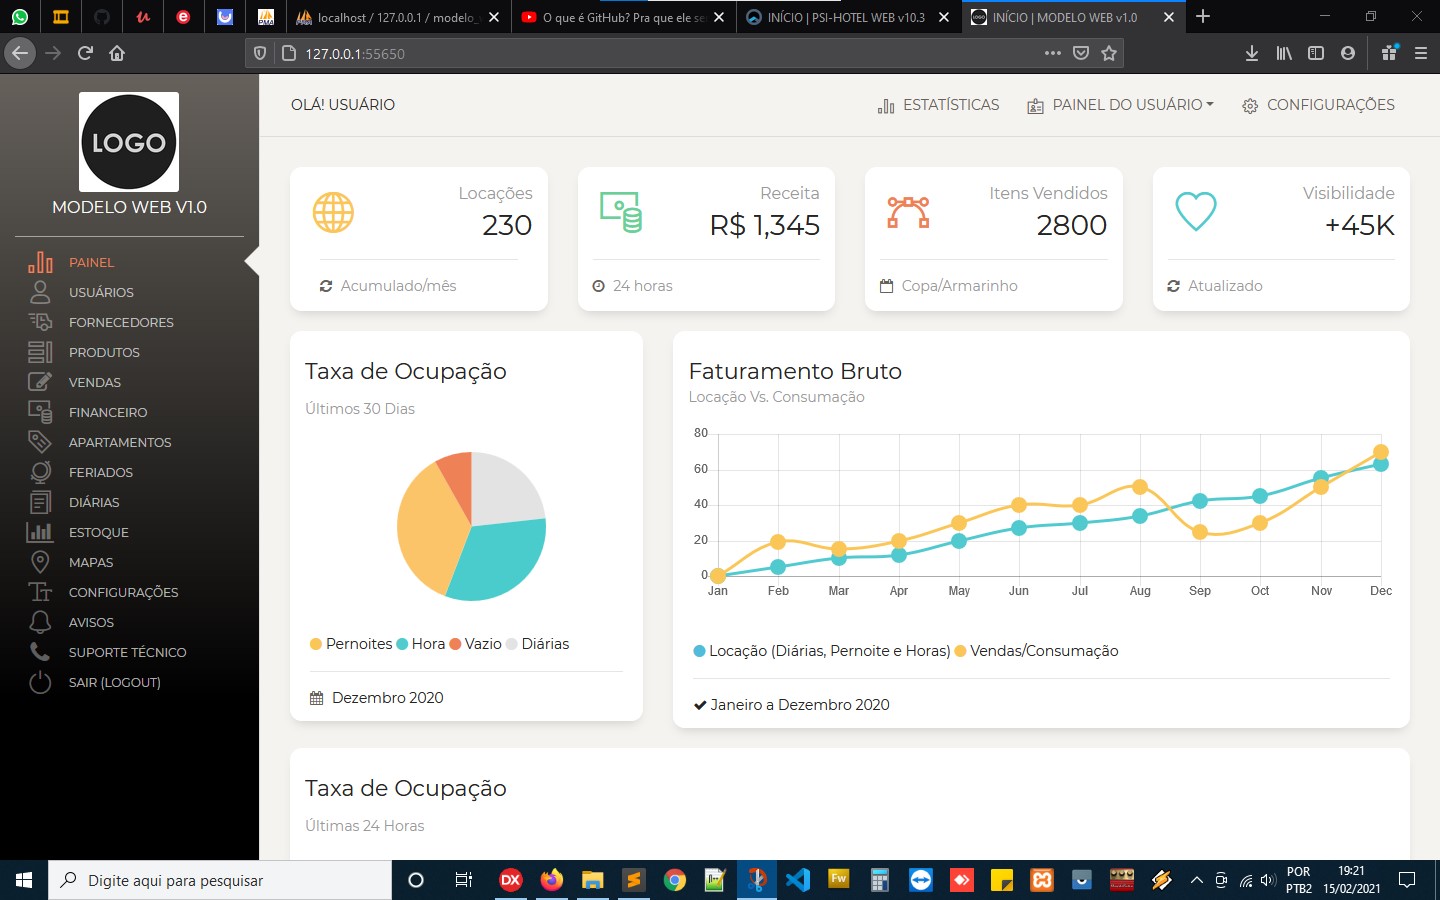 localhost / 127.0.0.1 / modelo_v
O que é GitHub? Pra que ele se
INÍCIO | PSI-HOTEL WEB v10.3
INÍCIO | MODELO WEB v1.0
127.0.0.1:55650
LOGO
MODELO WEB V1.0
PAINEL
USUÁRIOS
FORNECEDORES
PRODUTOS
VENDAS
FINANCEIRO
APARTAMENTOS
FERIADOS
DIÁRIAS
ESTOQUE
MAPAS
CONFIGURAÇÕES
AVISOS
SUPORTE TÉCNICO
SAIR (LOGOUT)
OLÁ! USUÁRIO
ESTATÍSTICAS
PAINEL DO USUÁRIO
CONFIGURAÇÕES
Locações
230
Acumulado/mês
Receita
R$ 1,345
24 horas
Itens Vendidos
2800
Copa/Armarinho
Visibilidade
+45K
Atualizado
Taxa de Ocupação
Últimos 30 Dias
Pernoites Hora Vazio Diárias
Dezembro 2020
Faturamento Bruto
Locação Vs. Consumação
80
60
40
20
0
Jan Feb Mar Apr May Jun Jul Aug Sep Oct Nov Dec
Locação (Diárias, Pernoite e Horas) Vendas/Consumação
Janeiro a Dezembro 2020
Taxa de Ocupação
Últimas 24 Horas
Digite aqui para pesquisar
DX
Fw
POR
PTB2
19:21
15/02/2021